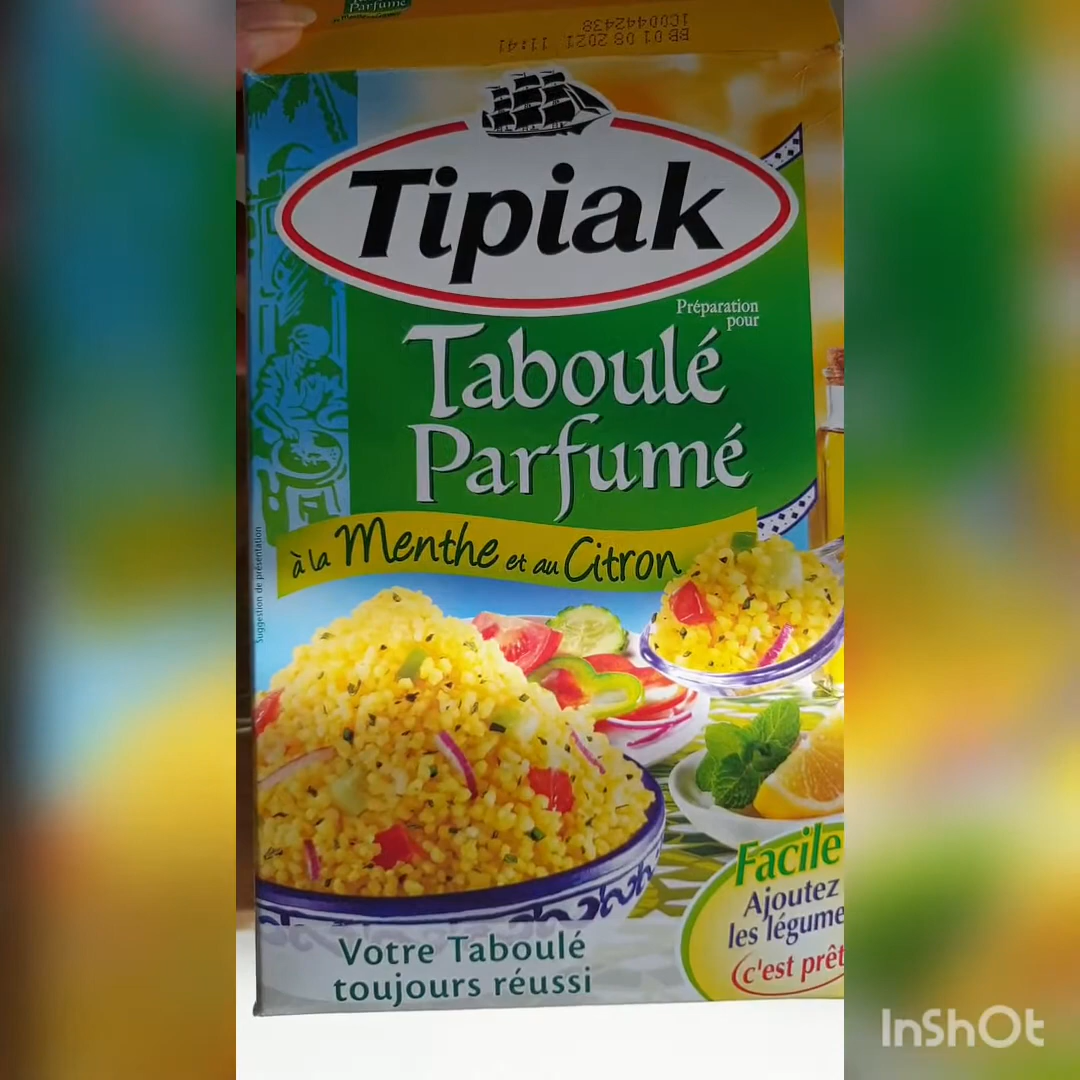 Parfumé
BB 01 08 2021 11:41
1C00442438
Tipiak
Préparation
pour
Taboulé
Parfumé
à la Menthe et au Citron
Suggestion de présentation
Facile
Ajoutez
les légume
c'est prêt
Votre Taboulé
toujours réussi
InShOt